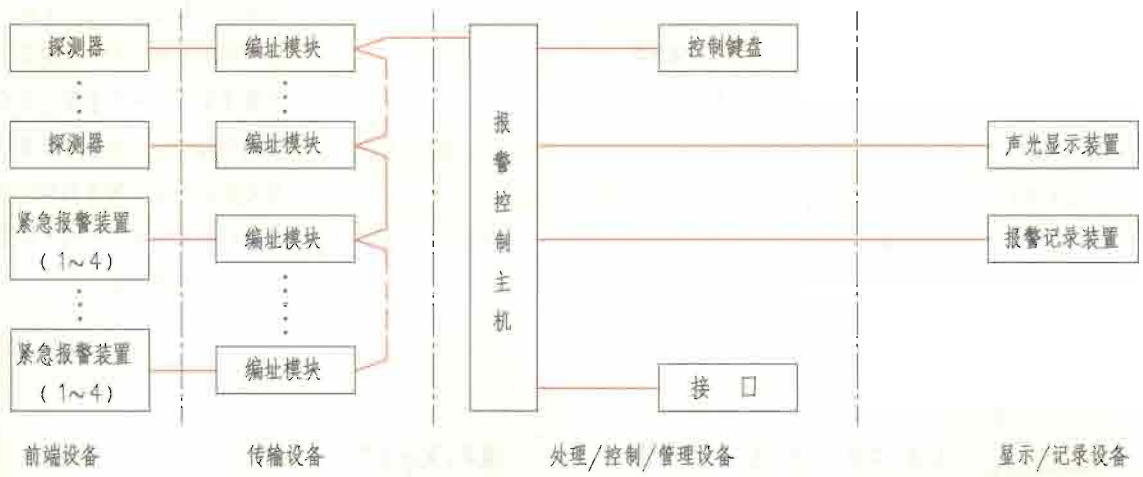 探测器
编址模块
控制键盘
探测器
编址模块
报警控制主机
声光显示装置
紧急报警装置
(1~4)
编址模块
报警记录装置
紧急报警装置
(1~4)
编址模块
接 口
前端设备
传输设备
处理/控制/管理设备
显示/记录设备